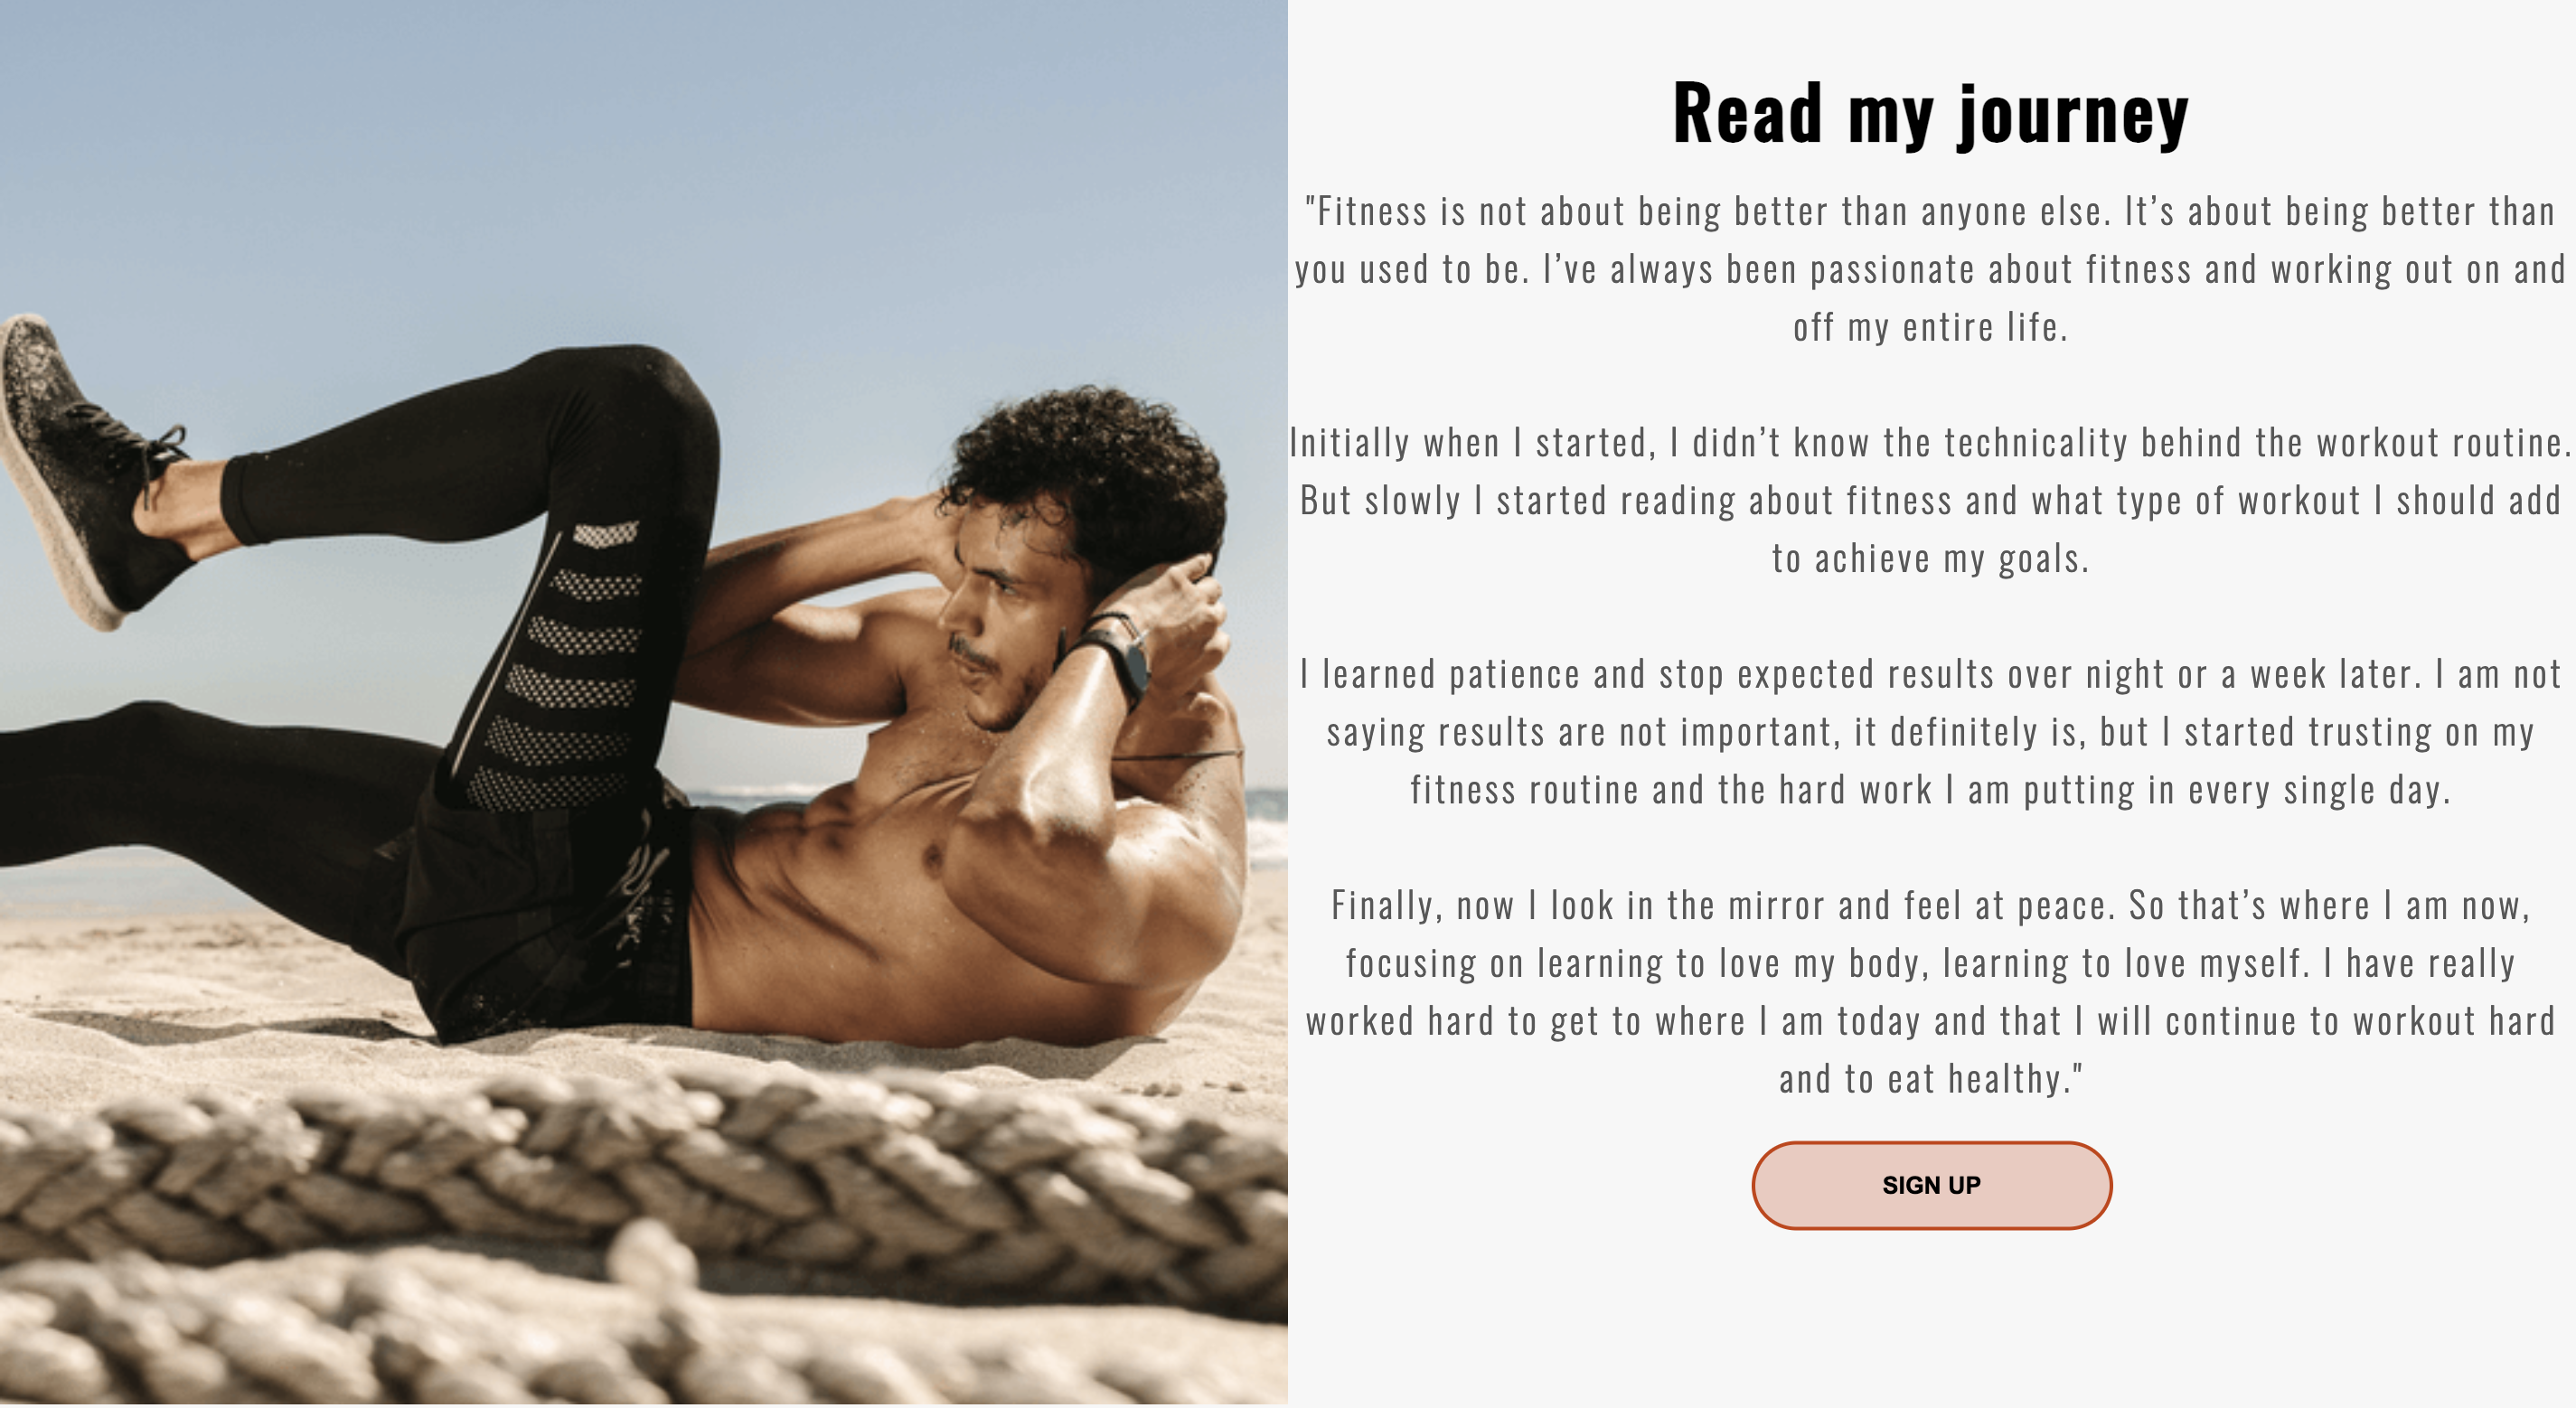 Read my journey
"Fitness is not about being better than anyone else. It’s about being better than
you used to be. I’ve always been passionate about fitness and working out on and
off my entire life.
Initially when I started, I didn’t know the technicality behind the workout routine.
But slowly I started reading about fitness and what type of workout I should add
to achieve my goals.
I learned patience and stop expected results over night or a week later. I am not
saying results are not important, it definitely is, but I started trusting on my
fitness routine and the hard work I am putting in every single day.
Finally, now I look in the mirror and feel at peace. So that’s where I am now,
focusing on learning to love my body, learning to love myself. I have really
worked hard to get to where I am today and that I will continue to workout hard
and to eat healthy."
SIGN UP